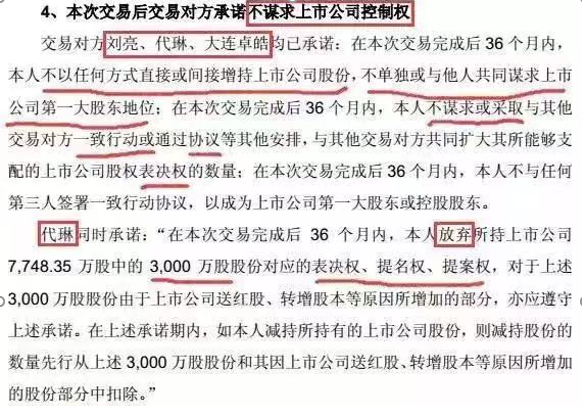 4、本次交易后交易对方承诺不谋求上市公司控制权
交易对方刘亮、代琳、大连卓皓均已承诺：在本次交易完成后 36 个月内，
本人不以任何方式直接或间接增持上市公司股份，不单独或与他人共同谋求上市
公司第一大股东地位；在本次交易完成后 36 个月内，本人不谋求或采取与其他
交易对方一致行动或通过协议等其他安排，与其他交易对方共同扩大其所能够支
配的上市公司股权表决权的数量；在本次交易完成后 36 个月内，本人不与任何
第三人签署一致行动协议，以成为上市公司第一大股东或控股股东。
代琳同时承诺：“在本次交易完成后 36 个月内，本人放弃所持上市公司
7,748.35 万股中的 3,000 万股股份对应的表决权、提名权、提案权，对于上述
3,000 万股股份由于上市公司送红股、转增股本等原因所增加的部分，亦应遵守
上述承诺。在上述承诺期内，如本人减持所持有的上市公司股份，则减持股份的
数量先行从上述 3,000 万股股份和其因上市公司送红股、转增股本等原因所增加
的股份部分中扣除。”